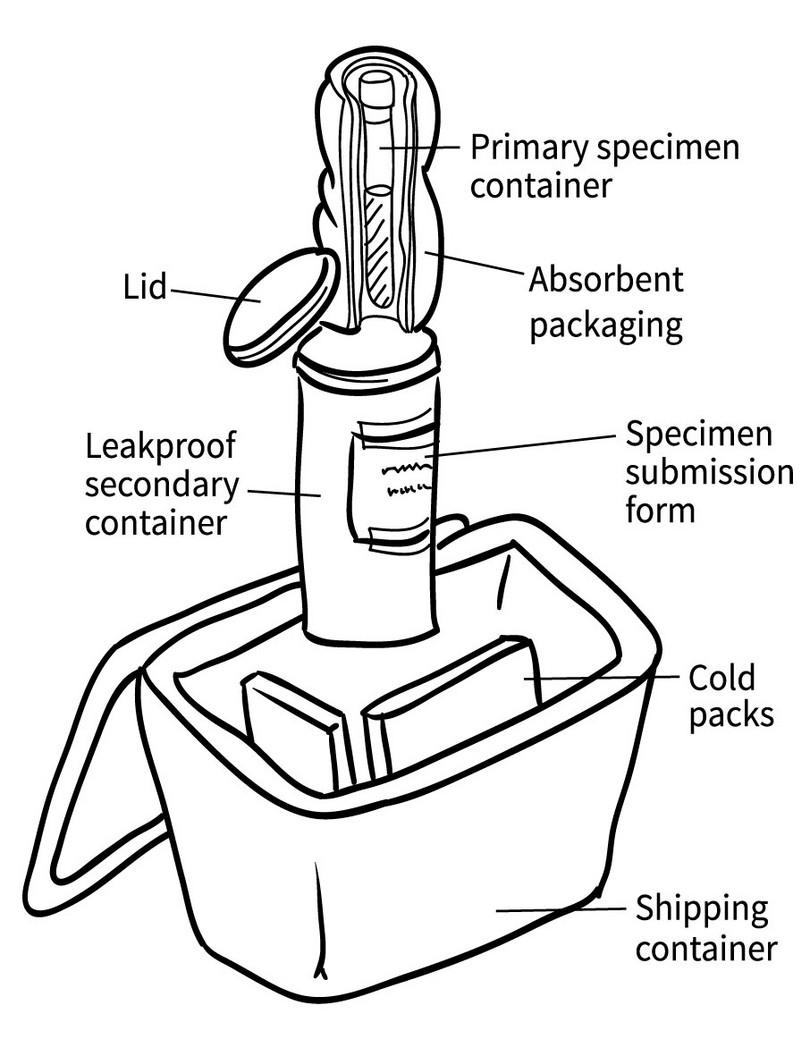 Primary specimen
container
Lid
Absorbent
packaging
Leakproof
secondary
container
Specimen
submission
form
Cold
packs
Shipping
container